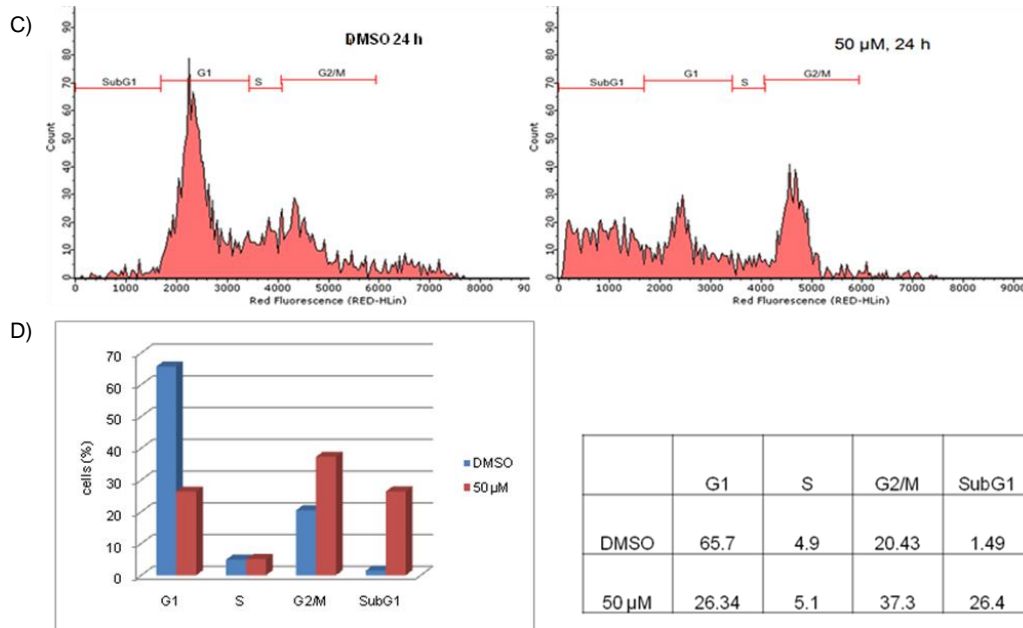 C)
DMSO 24 h
SubG1 G1 S G2/M
Count
90
80
70
60
50
40
30
20
10
0
0 1000 2000 3000 4000 5000 6000 7000 8000 90
Red Fluorescence (RED-HLin)
50 µM, 24 h
SubG1 G1 S G2/M
Count
90
80
70
60
50
40
30
20
10
0
0 1000 2000 3000 4000 5000 6000 7000 8000 9000
Red Fluorescence (RED-HLin)
D)
cells (%)
70
60
50
40
30
20
10
0
G1 S G2/M SubG1
DMSO
50 µM
G1 S G2/M SubG1
DMSO 65.7 4.9 20.43 1.49
50 µM 26.34 5.1 37.3 26.4